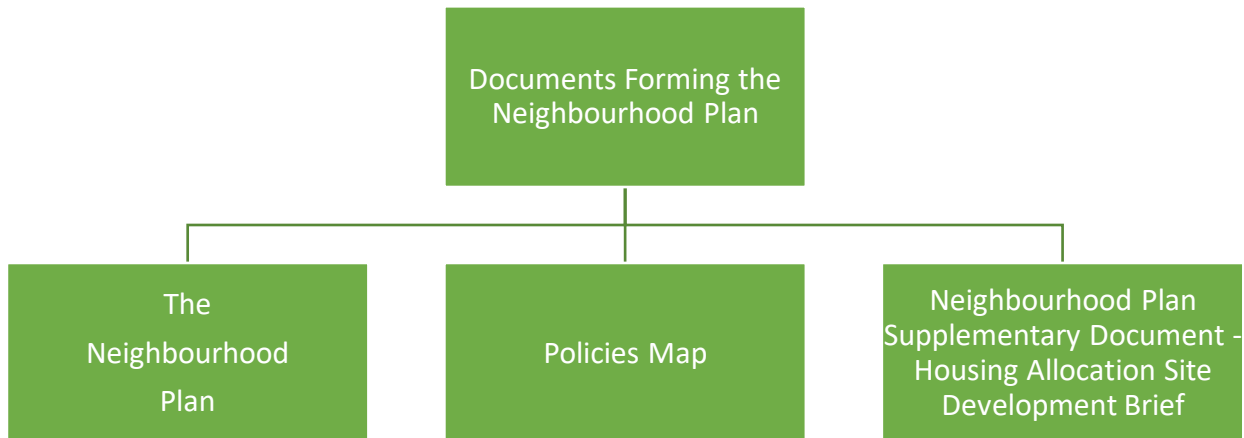 Documents Forming the
Neighbourhood Plan
The
Neighbourhood
Plan
Policies Map
Neighbourhood Plan
Supplementary Document -
Housing Allocation Site
Development Brief